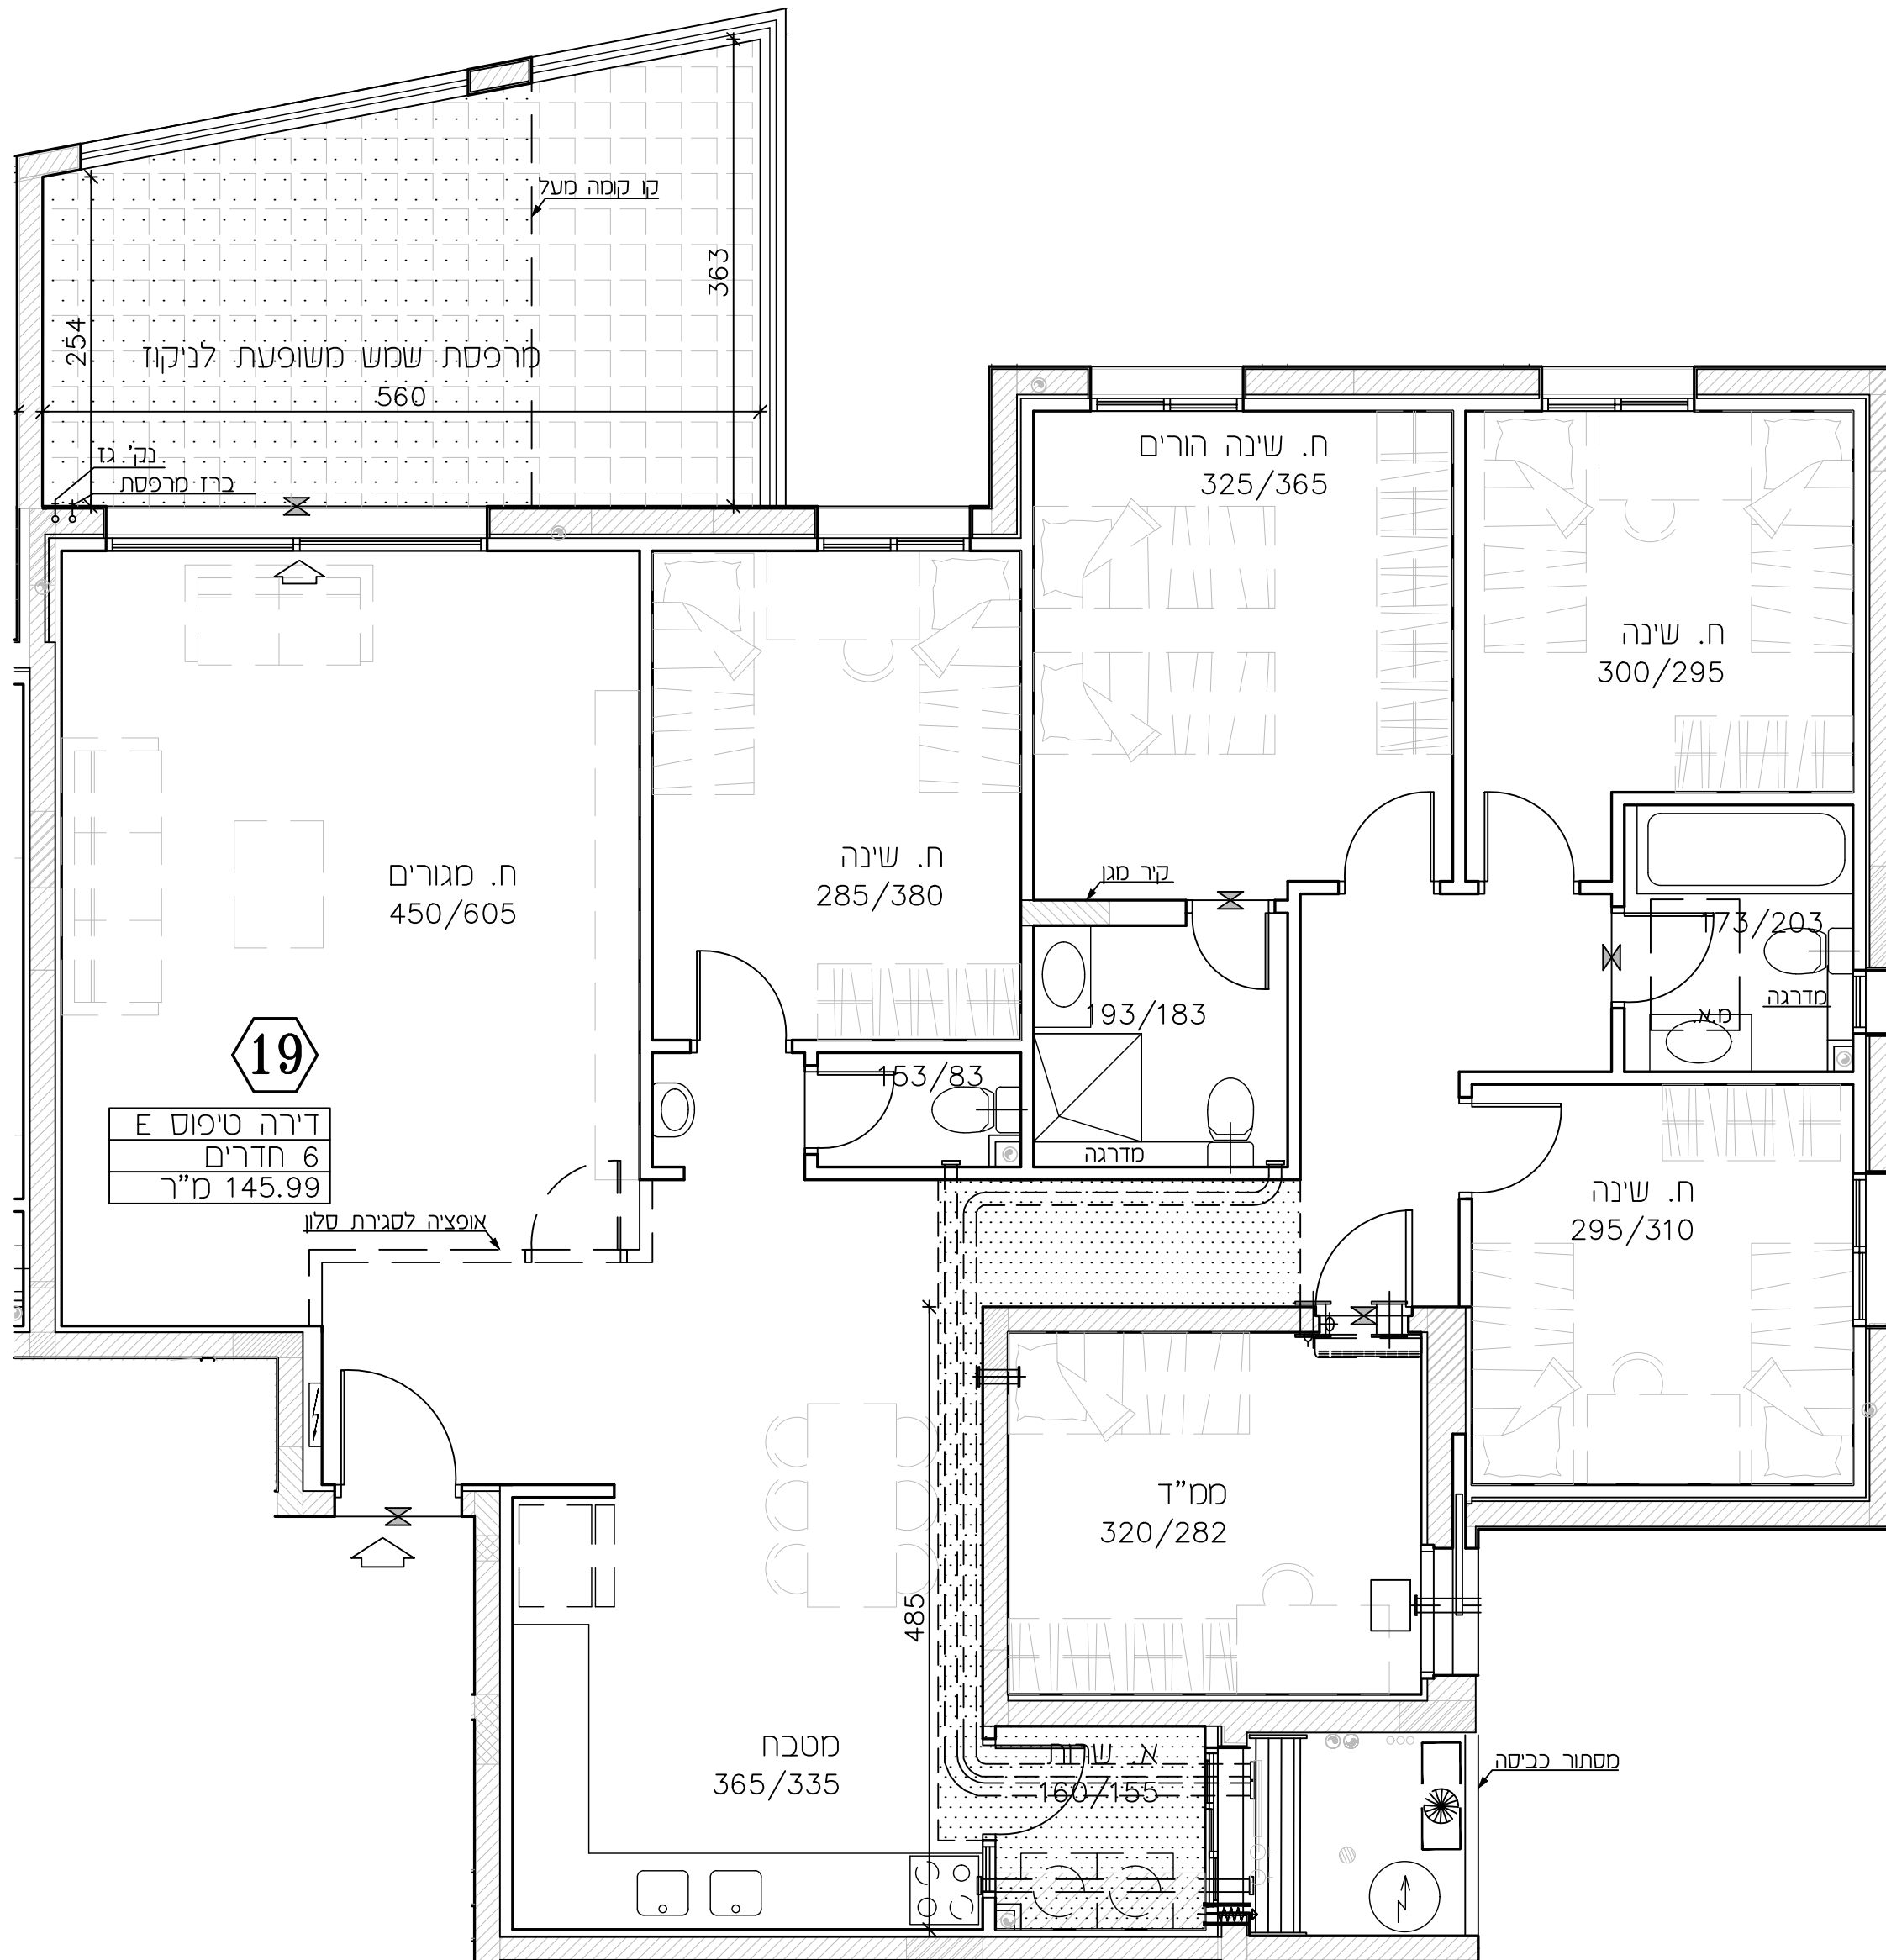 קו קומה מעל
363
254
מרפסת שמש משופעת לניקוז
560
נק' גז
ברז מרפסת
ח. שינה הורים
325/365
ח. שינה
300/295
ח. מגורים
450/605
ח. שינה
285/380
קיר מגן
173/203
מדרגה
מ.א.
193/183
מדרגה
153/83
19
דירה טיפוס E
6 חדרים
145.99 מ"ר
אופציה לסגירת סלון
ח. שינה
295/310
ממ"ד
320/282
485
מטבח
365/335
א. שרות
160/155
מסתור כביסה
N